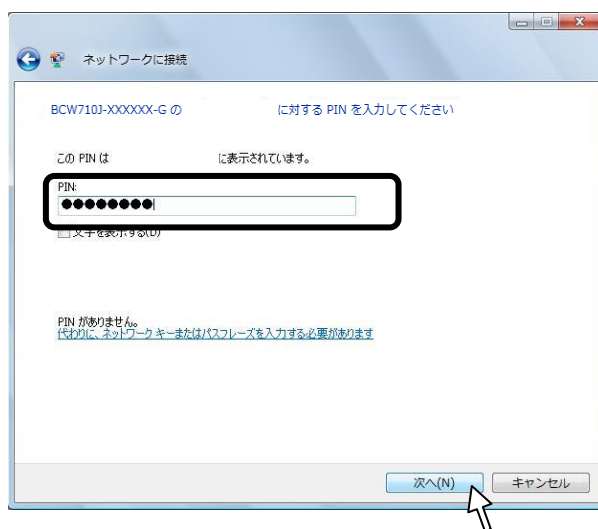 ネットワークに接続
BCW710J-XXXXXX-G の に対する PIN を入力してください
この PIN は に表示されています。
PIN:
●●●●●●●●
文字を表示する(D)
PIN がありません。
代わりに、ネットワーク キーまたはパスフレーズを入力する必要があります
次へ(N) キャンセル